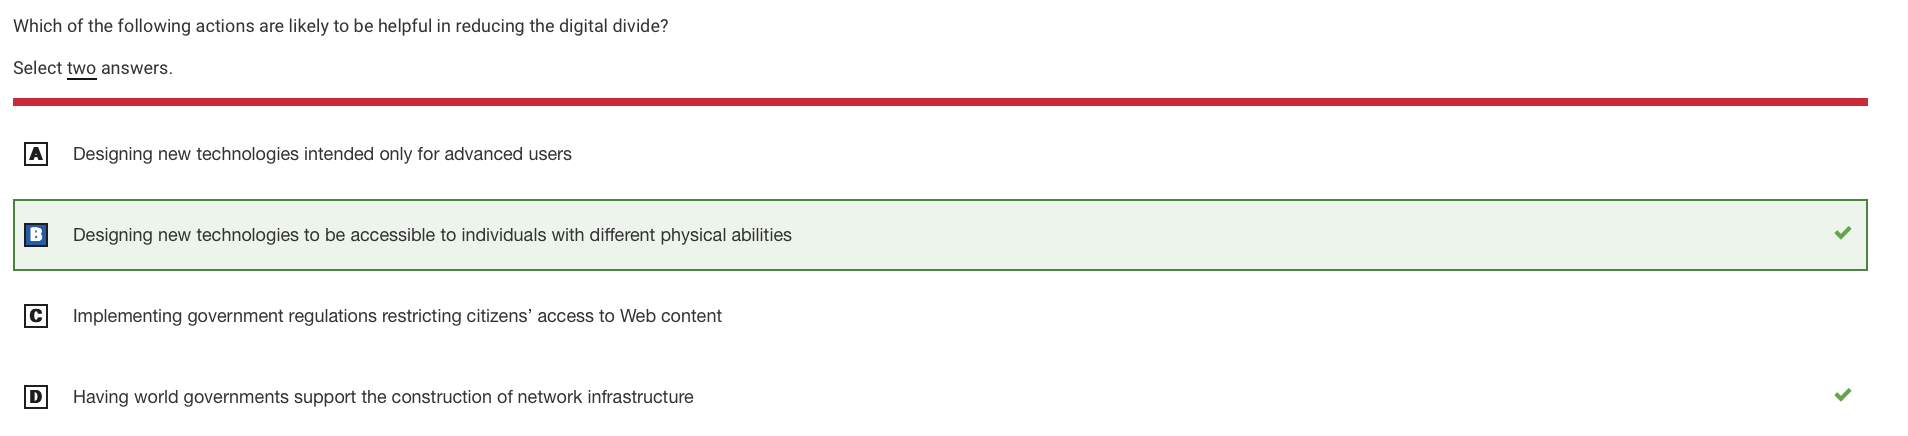 Which of the following actions are likely to be helpful in reducing the digital divide?
Select two answers.
A Designing new technologies intended only for advanced users
B Designing new technologies to be accessible to individuals with different physical abilities
C Implementing government regulations restricting citizens’ access to Web content
D Having world governments support the construction of network infrastructure